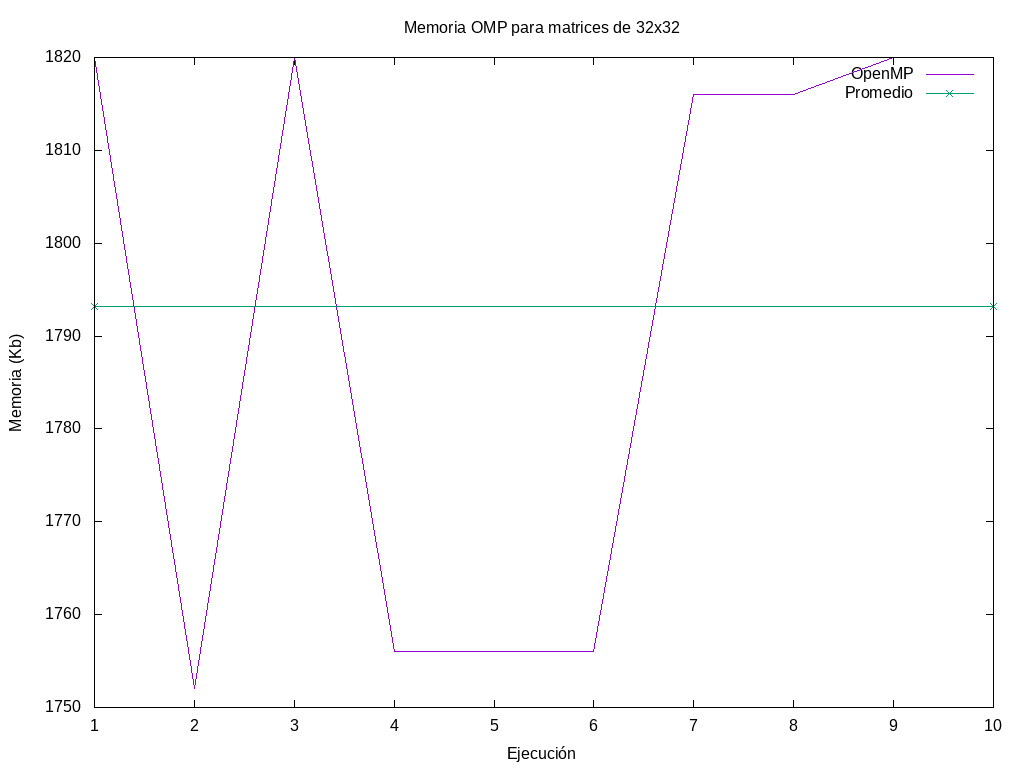 Memoria OMP para matrices de 32x32
1820
1810
1800
1790
1780
1770
1760
1750
Memoria (Kb)
OpenMP
Promedio
1 2 3 4 5 6 7 8 9 10
Ejecución